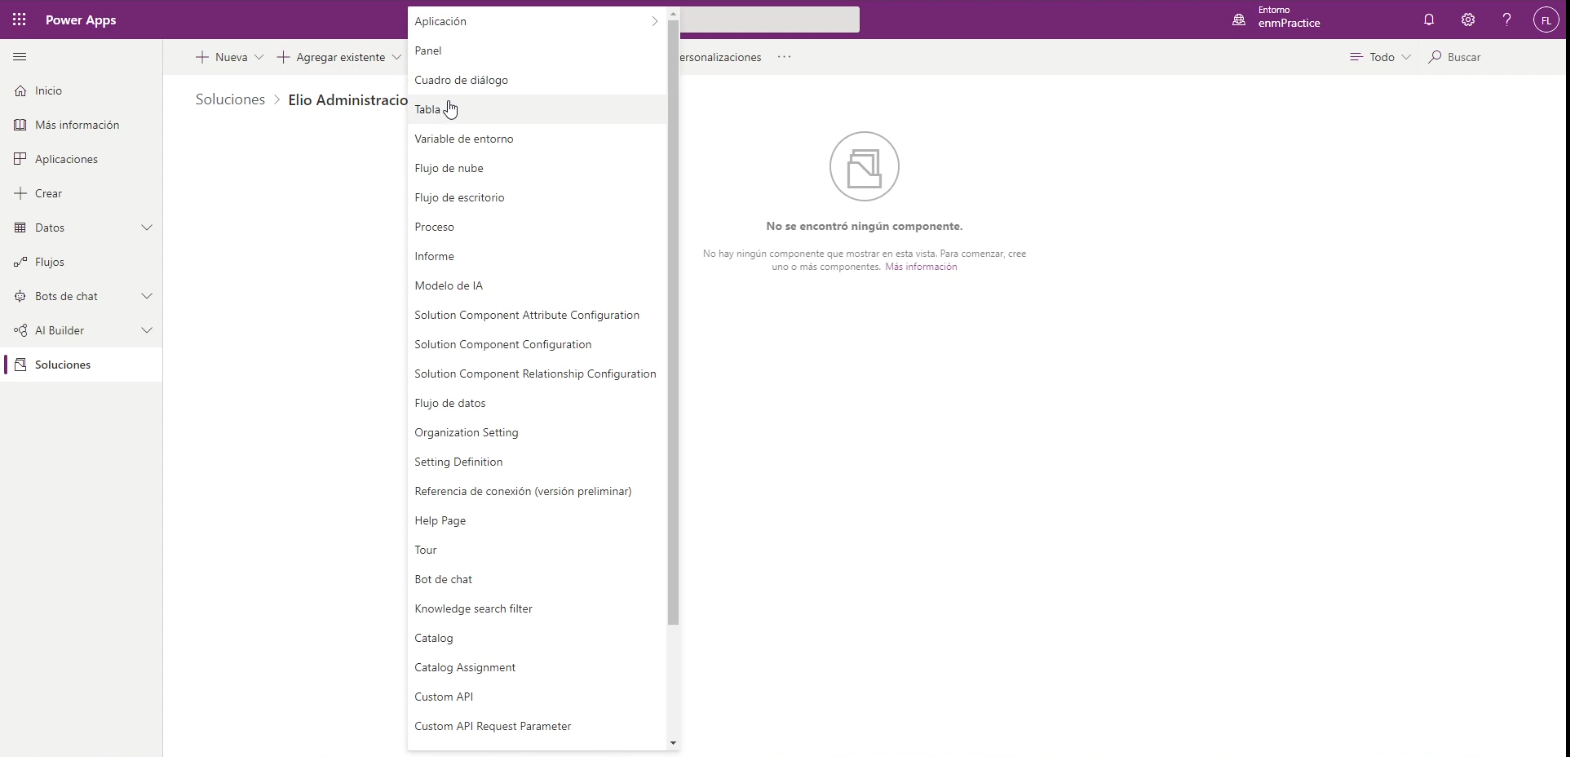 Power Apps
Entorno
enmPractice
FL
Nueva
Agregar existente
ersonalizaciones
Todo
Buscar
Soluciones
Elio Administracio
Inicio
Más información
Aplicaciones
Crear
Datos
Flujos
Bots de chat
AI Builder
Soluciones
Aplicación
Panel
Cuadro de diálogo
Tabla
Variable de entorno
Flujo de nube
Flujo de escritorio
Proceso
Informe
Modelo de IA
Solution Component Attribute Configuration
Solution Component Configuration
Solution Component Relationship Configuration
Flujo de datos
Organization Setting
Setting Definition
Referencia de conexión (versión preliminar)
Help Page
Tour
Bot de chat
Knowledge search filter
Catalog
Catalog Assignment
Custom API
Custom API Request Parameter
No se encontró ningún componente.
No hay ningún componente que mostrar en esta vista. Para comenzar, cree
uno o más componentes. Más información